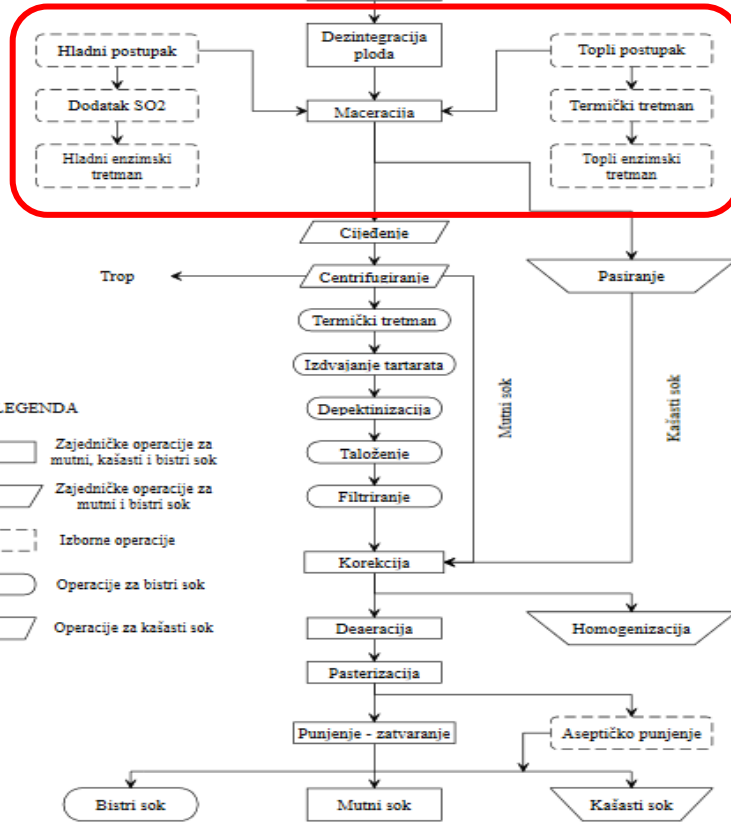 Dezintegracija
ploda
Hladni postupak
Topli postupak
Dodatak SO2
Maceracija
Termički tretman
Hladni enzimski
tretman
Topli enzimski
tretman
Cijeđenje
Trop
Centrifugiranje
Pasiranje
Termički tretman
Izdvajanje tartarata
Mutni sok
Kašasti sok
Depektinizacija
Taloženje
Filtriranje
LEGENDA
Zajedničke operacije za
mutni, kašasti i bistri sok
Zajedničke operacije za
mutni i bistri sok
Izborne operacije
Operacije za bistri sok
Operacije za kašasti sok
Korekcija
Deaeracija
Homogenizacija
Pasterizacija
Punjenje - zatvaranje
Aseptičko punjenje
Bistri sok
Mutni sok
Kašasti sok